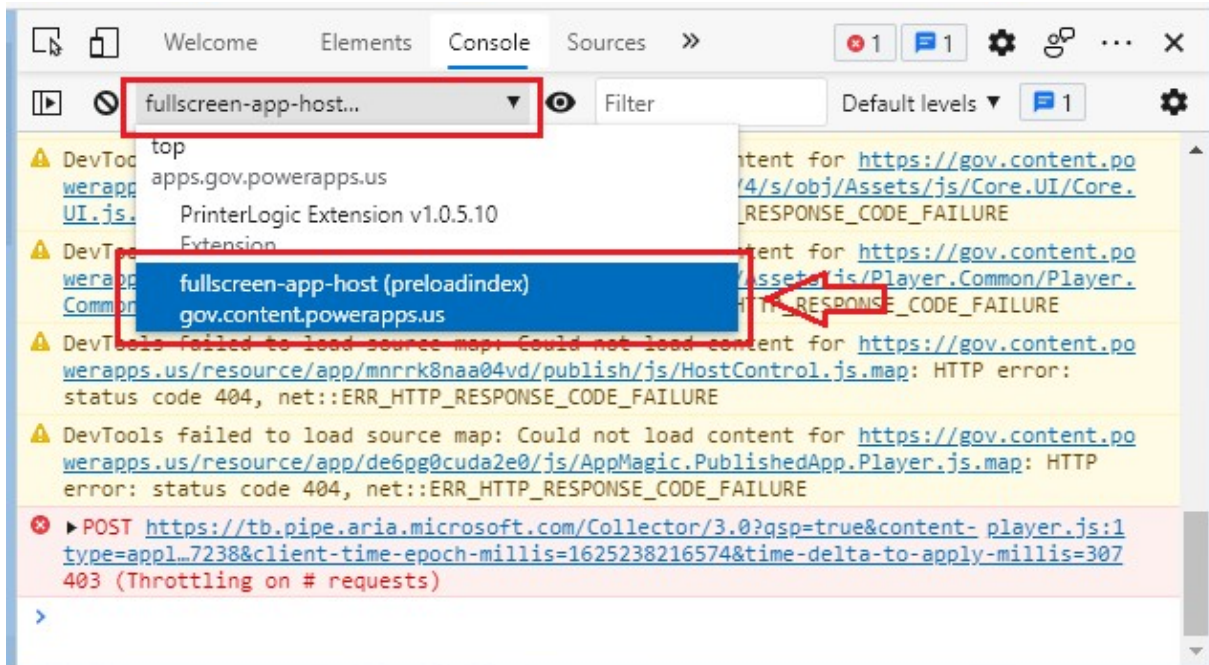 Welcome Elements Console Sources » 1 1 ... ×
fullscreen-app-host... ▼ Filter Default levels ▼ 1
top
apps.gov.powerapps.us
PrinterLogic Extension v1.0.5.10
Extension
fullscreen-app-host (preloadindex)
gov.content.powerapps.us
DevToo ntent for https://gov.content.po
werapp /4/s/obj/Assets/js/Core.UI/Core.
UI.js. _RESPONSE_CODE_FAILURE
DevToo tent for https://gov.content.po
werapp /Assets/js/Player.Common/Player.
Common HTTP_RESPONSE_CODE_FAILURE
DevTools failed to load source map: Could not load content for https://gov.content.po
werapps.us/resource/app/mnrrk8naa04vd/publish/js/HostControl.js.map: HTTP error:
status code 404, net::ERR_HTTP_RESPONSE_CODE_FAILURE
DevTools failed to load source map: Could not load content for https://gov.content.po
werapps.us/resource/app/de6pg0cuda2e0/js/AppMagic.PublishedApp.Player.js.map: HTTP
error: status code 404, net::ERR_HTTP_RESPONSE_CODE_FAILURE
▶POST https://tb.pipe.aria.microsoft.com/Collector/3.0?qsp=true&content- player.js:1
type=appl…7238&client-time-epoch-millis=1625238216574&time-delta-to-apply-millis=307
403 (Throttling on # requests)
>